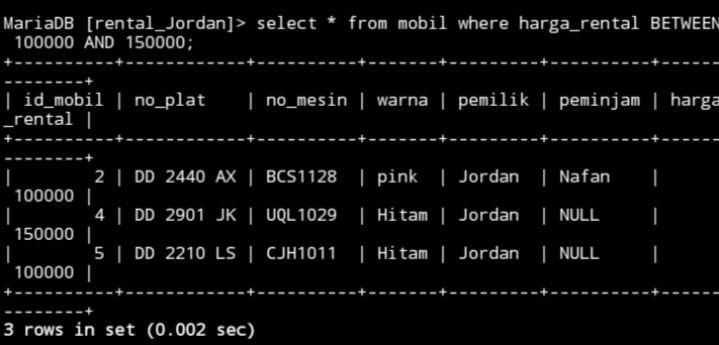 MariaDB [rental_Jordan]> select * from mobil where harga_rental BETWEEN
 100000 AND 150000;
+----------+------------+----------+-------+---------+----------+------
--------+
| id_mobil | no_plat    | no_mesin | warna | pemilik | peminjam | harga
_rental |
+----------+------------+----------+-------+---------+----------+------
--------+
|        2 | DD 2440 AX | BCS1128  | pink  | Jordan  | Nafan    |
 100000 |
|        4 | DD 2901 JK | UQL1029  | Hitam | Jordan  | NULL     |
 150000 |
|        5 | DD 2210 LS | CJH1011  | Hitam | Jordan  | NULL     |
 100000 |
+----------+------------+----------+-------+---------+----------+------
--------+
3 rows in set (0.002 sec)